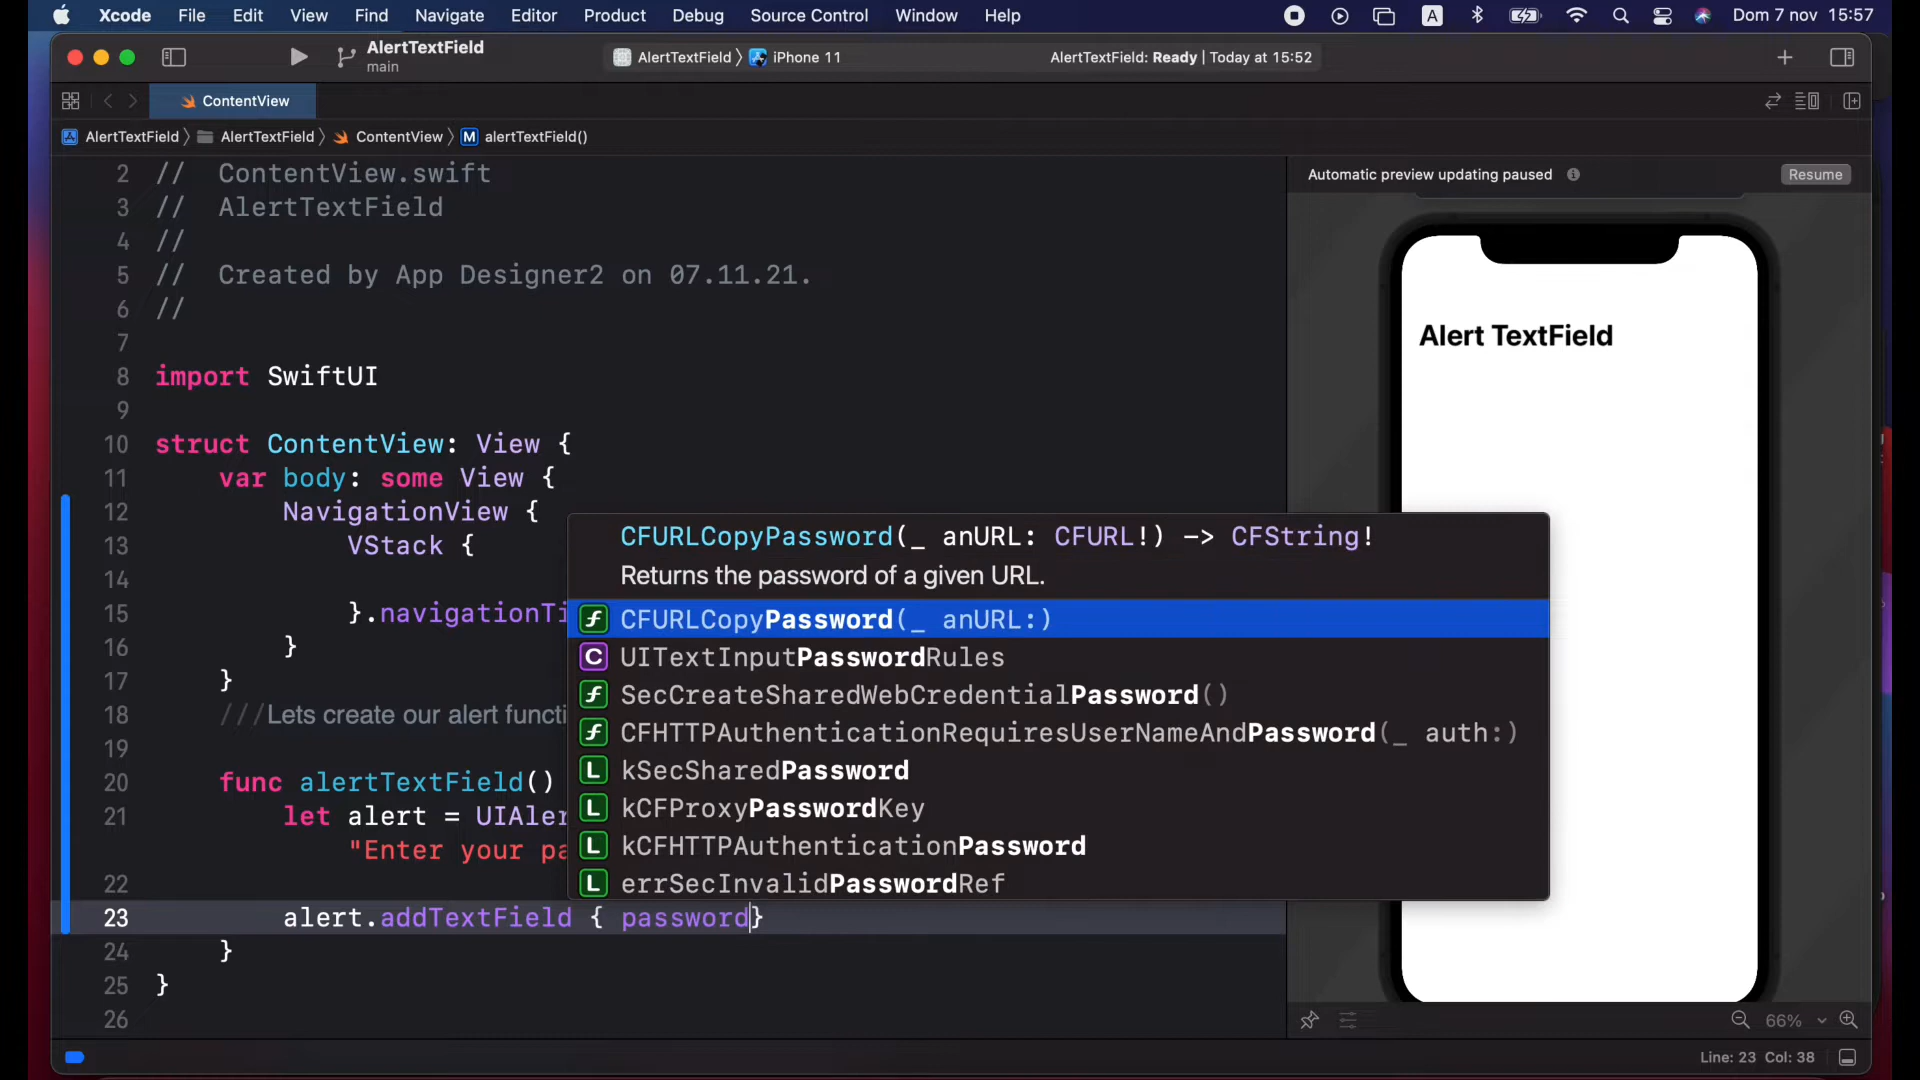 Xcode File Edit View Find Navigate Editor Product Debug Source Control Window Help A Dom 7 nov 15:57
AlertTextField
main
AlertTextField 〉 iPhone 11
AlertTextField: Ready | Today at 15:52
ContentView
AlertTextField 〉 AlertTextField 〉 ContentView 〉 M alertTextField()
2 // ContentView.swift
3 // AlertTextField
4 //
5 // Created by App Designer2 on 07.11.21.
6 //
7
8 import SwiftUI
9
10 struct ContentView: View {
11 var body: some View {
12 NavigationView {
13 VStack {
14
15 }.navigationTi
16 }
17 }
18 ///Lets create our alert functi
19
20 func alertTextField()
21 let alert = UIAler
"Enter your pa
22
23 alert.addTextField { password}
24 }
25 }
26
CFURLCopyPassword(_ anURL: CFURL!) -> CFString!
Returns the password of a given URL.
f CFURLCopyPassword(_ anURL:)
C UITextInputPasswordRules
f SecCreateSharedWebCredentialPassword()
f CFHTTPAuthenticationRequiresUserNameAndPassword(_ auth:)
L kSecSharedPassword
L kCFProxyPasswordKey
L kCFHTTPAuthenticationPassword
L errSecInvalidPasswordRef
Automatic preview updating paused
Resume
Alert TextField
66%
Line: 23 Col: 38